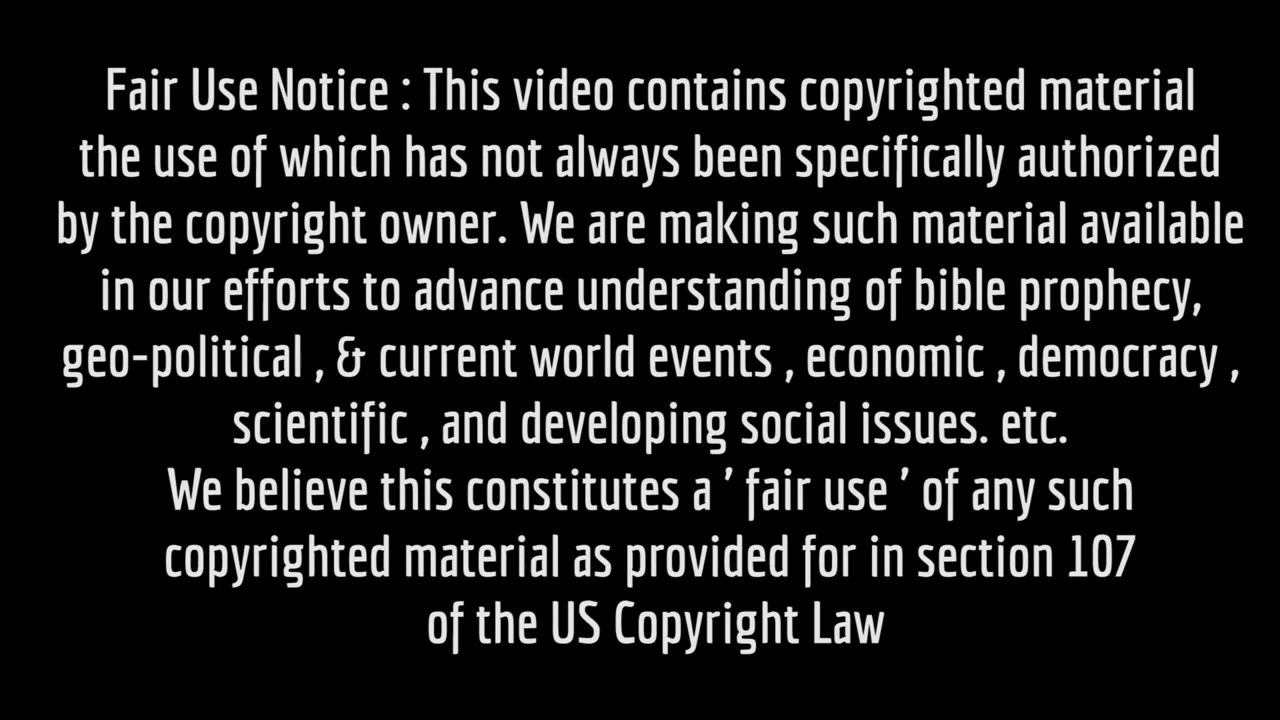 Fair Use Notice : This video contains copyrighted material
the use of which has not always been specifically authorized
by the copyright owner. We are making such material available
in our efforts to advance understanding of bible prophecy,
geo-political , & current world events , economic , democracy ,
scientific , and developing social issues. etc.
We believe this constitutes a ' fair use ' of any such
copyrighted material as provided for in section 107
of the US Copyright Law